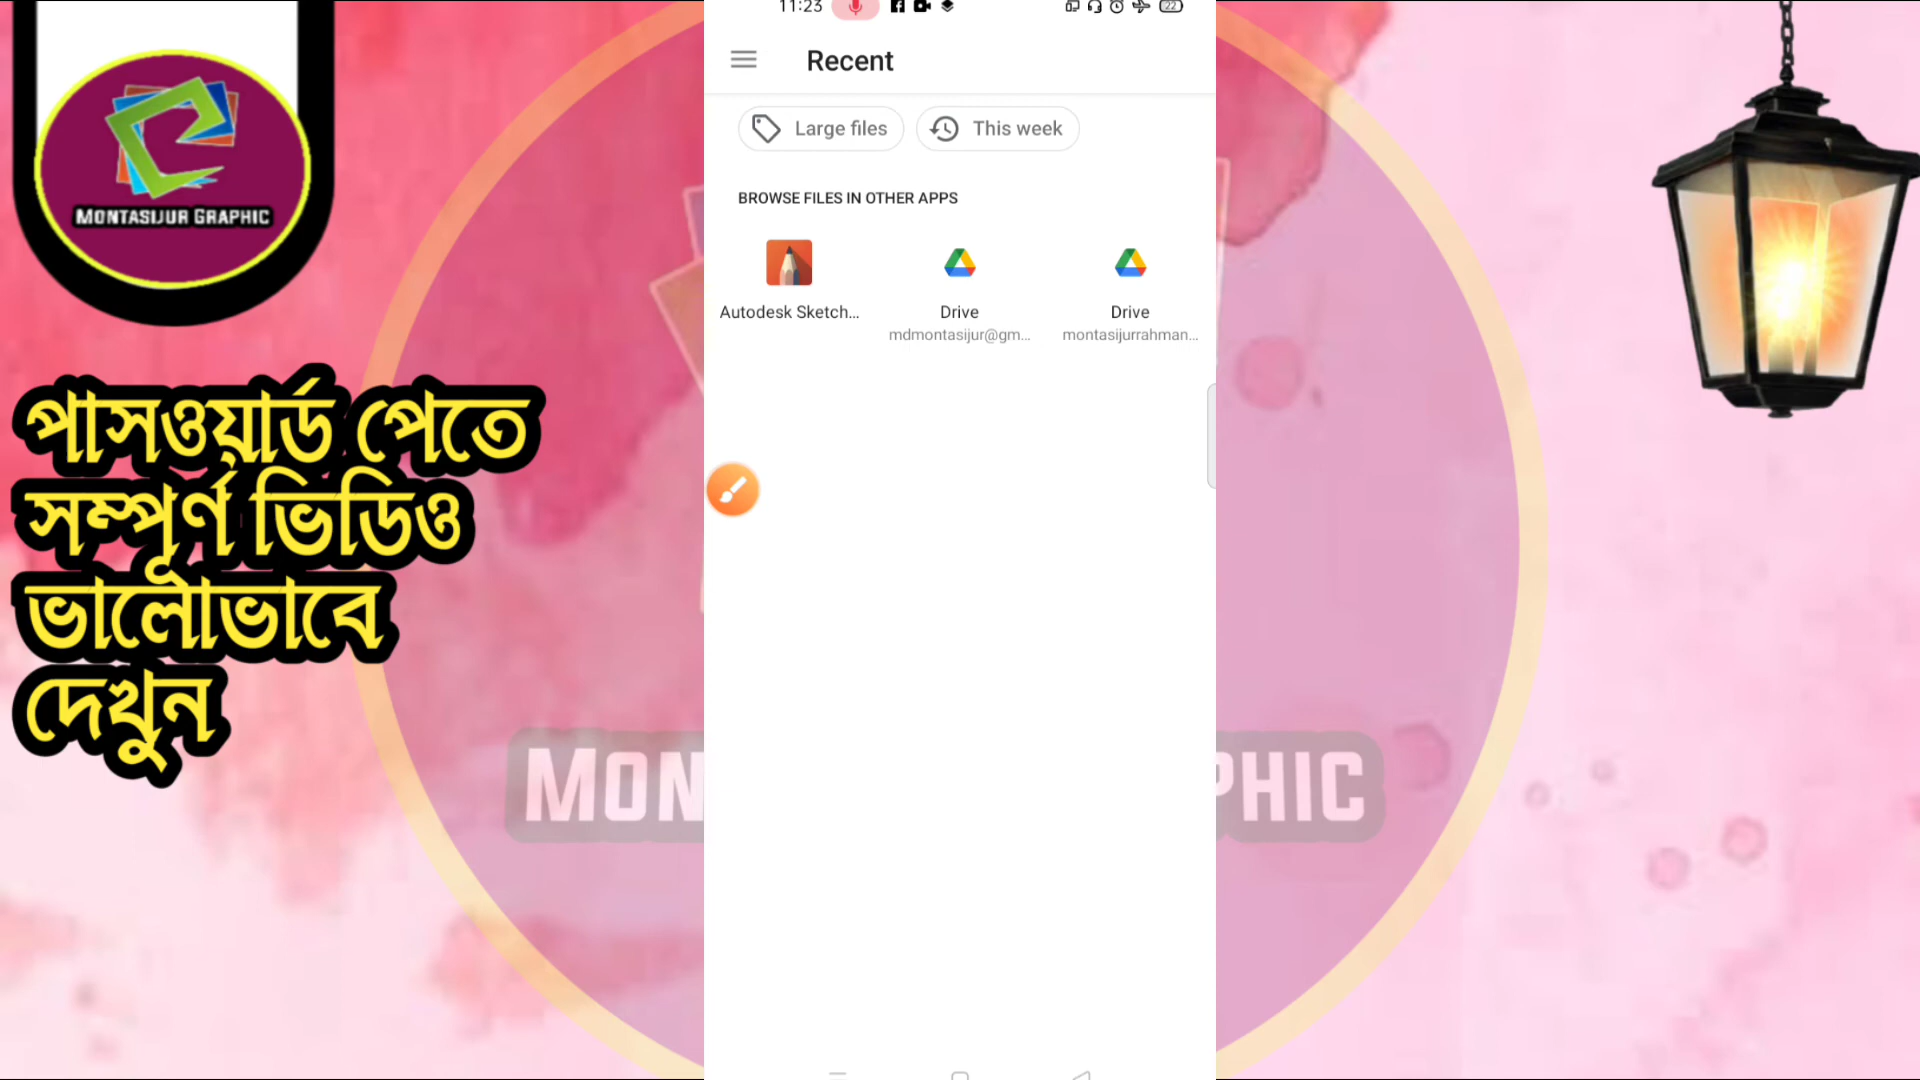 11:23
22
Recent
Large files
This week
BROWSE FILES IN OTHER APPS
Autodesk Sketch...
Drive
mdmontasijur@gm...
Drive
montasijurrahman...
MONTASIJUR GRAPHIC
পাসওয়ার্ড পেতে
সম্পূর্ণ ভিডিও
ভালোভাবে
দেখুন
MON
PHIC